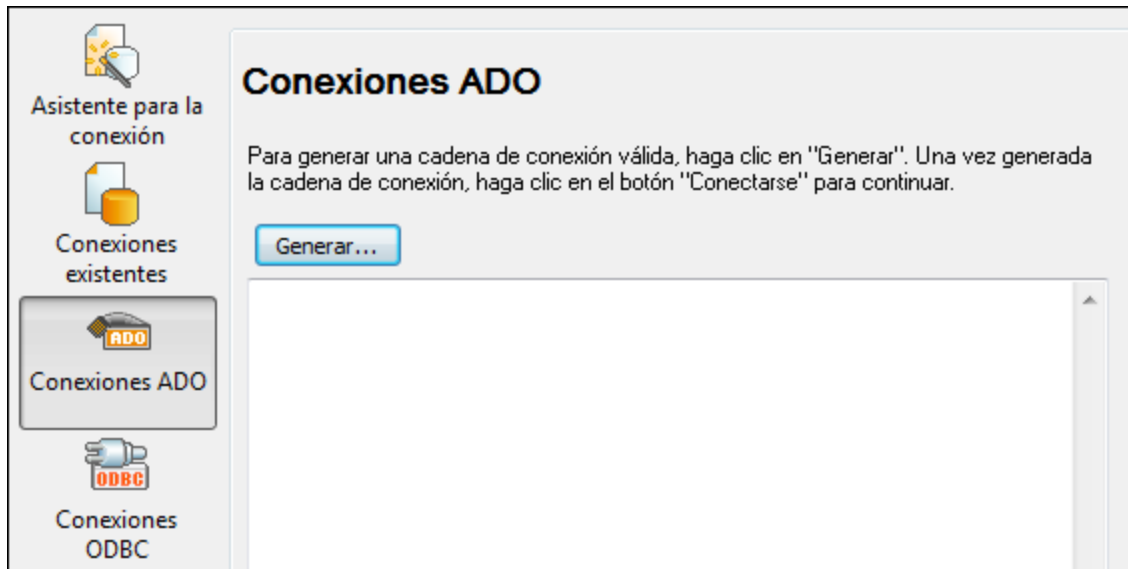 Asistente para la
conexión
Conexiones
existentes
ADO
Conexiones ADO
ODBC
Conexiones
ODBC
Conexiones ADO
Para generar una cadena de conexión válida, haga clic en "Generar". Una vez generada
la cadena de conexión, haga clic en el botón "Conectarse" para continuar.
Generar...